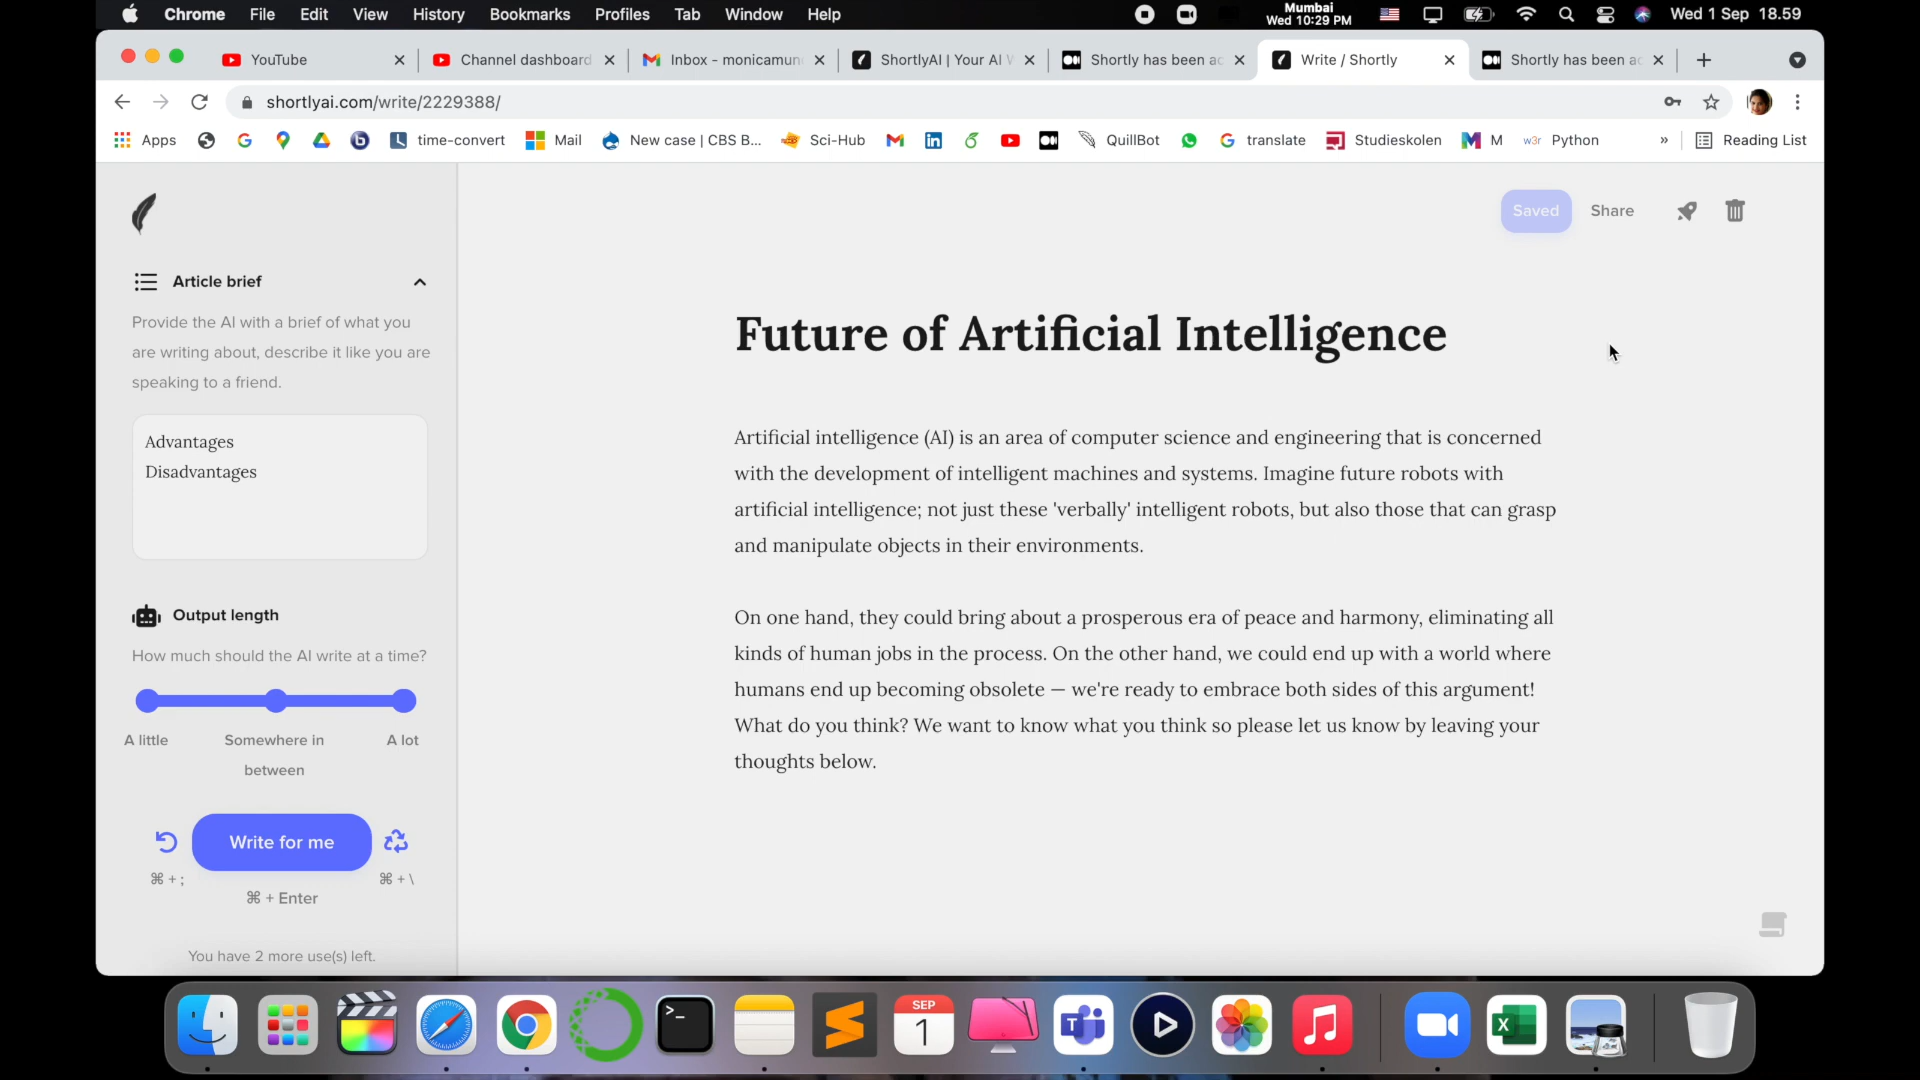 Chrome File Edit View History Bookmarks Profiles Tab Window Help
Mumbai
Wed 10:29 PM
Wed 1 Sep 18.59
YouTube
Channel dashboard
Inbox - monicamun
ShortlyAI | Your AI
Shortly has been ac
Write / Shortly
Shortly has been ac
shortlyai.com/write/2229388/
Apps
time-convert
Mail
New case | CBS B...
Sci-Hub
QuillBot
translate
Studieskolen
M
w3r
Python
»
Reading List
Saved
Share
Article brief
Provide the AI with a brief of what you
are writing about, describe it like you are
speaking to a friend.
Advantages
Disadvantages
Output length
How much should the AI write at a time?
A little
Somewhere in
between
A lot
Write for me
⌘ + ;
⌘ + \
⌘ + Enter
You have 2 more use(s) left.
Future of Artificial Intelligence
Artificial intelligence (AI) is an area of computer science and engineering that is concerned
with the development of intelligent machines and systems. Imagine future robots with
artificial intelligence; not just these 'verbally' intelligent robots, but also those that can grasp
and manipulate objects in their environments.
On one hand, they could bring about a prosperous era of peace and harmony, eliminating all
kinds of human jobs in the process. On the other hand, we could end up with a world where
humans end up becoming obsolete — we're ready to embrace both sides of this argument!
What do you think? We want to know what you think so please let us know by leaving your
thoughts below.
SEP
1